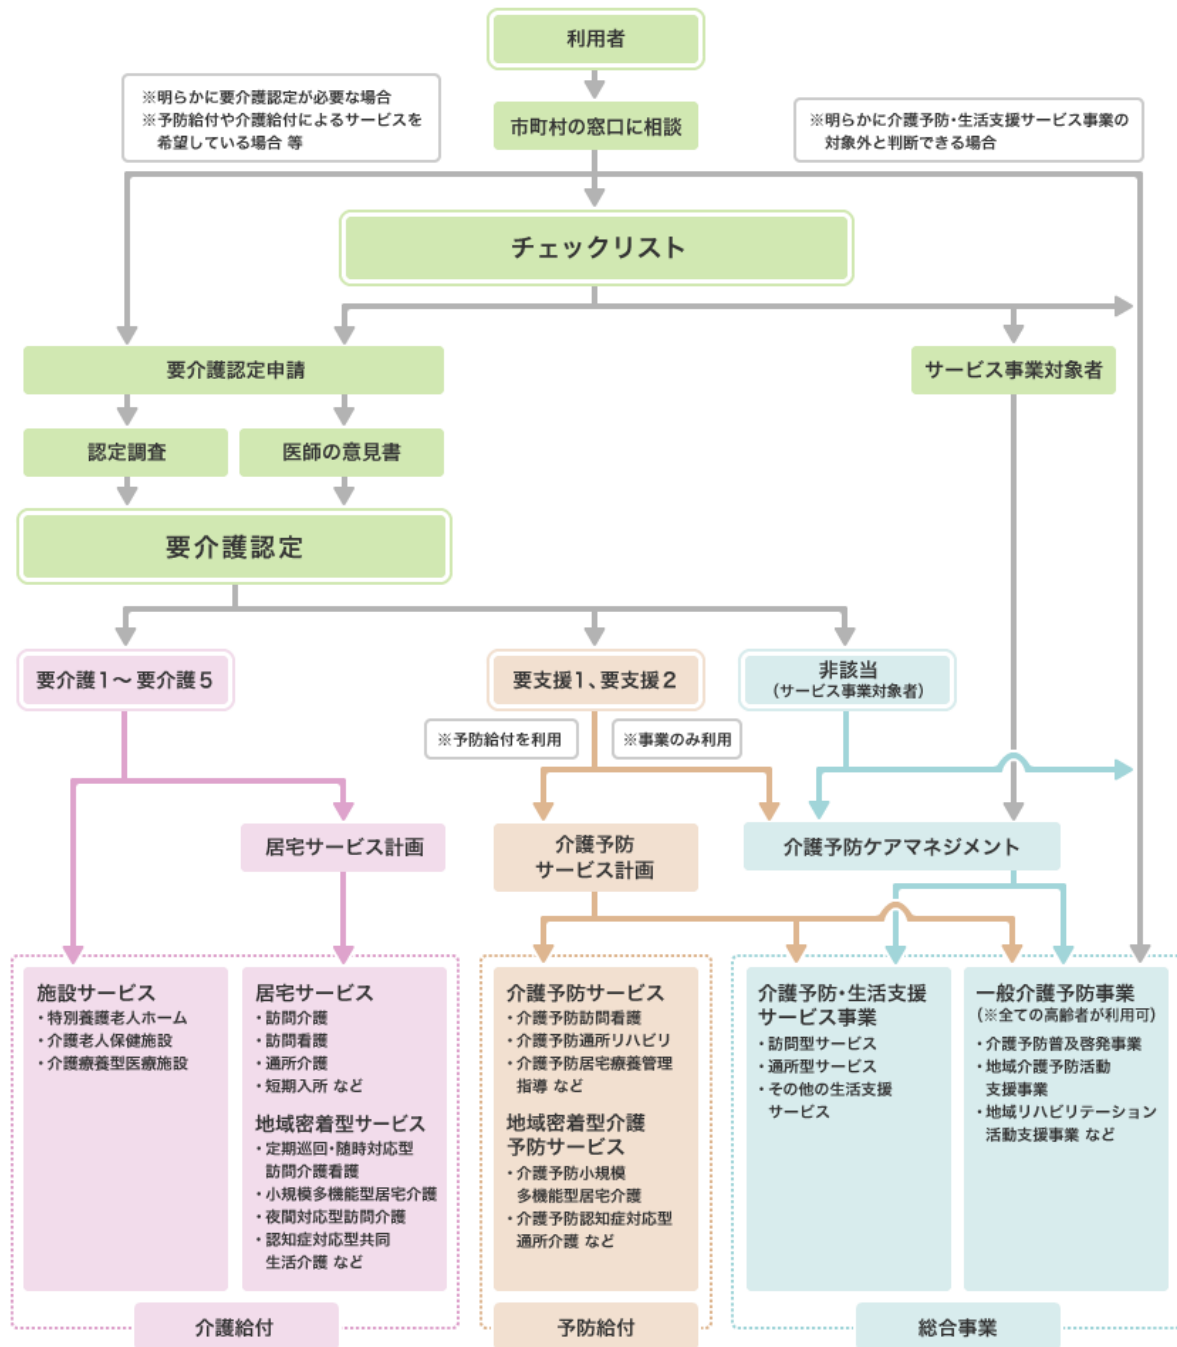 利用者
※明らかに要介護認定が必要な場合
※予防給付や介護給付によるサービスを
希望している場合 等
市町村の窓口に相談
※明らかに介護予防・生活支援サービス事業の
対象外と判断できる場合
チェックリスト
要介護認定申請
サービス事業対象者
認定調査
医師の意見書
要介護認定
要介護1〜要介護5
要支援1、要支援2
非該当
(サービス事業対象者)
※予防給付を利用
※事業のみ利用
居宅サービス計画
介護予防
サービス計画
介護予防ケアマネジメント
施設サービス
・特別養護老人ホーム
・介護老人保健施設
・介護療養型医療施設
居宅サービス
・訪問介護
・訪問看護
・通所介護
・短期入所 など
地域密着型サービス
・定期巡回・随時対応型
訪問介護看護
・小規模多機能型居宅介護
・夜間対応型訪問介護
・認知症対応型共同
生活介護 など
介護予防サービス
・介護予防訪問看護
・介護予防通所リハビリ
・介護予防居宅療養管理
指導 など
地域密着型介護
予防サービス
・介護予防小規模
多機能型居宅介護
・介護予防認知症対応型
通所介護 など
介護予防・生活支援
サービス事業
・訪問型サービス
・通所型サービス
・その他の生活支援
サービス
一般介護予防事業
(※全ての高齢者が利用可)
・介護予防普及啓発事業
・地域介護予防活動
支援事業
・地域リハビリテーション
活動支援事業 など
介護給付
予防給付
総合事業